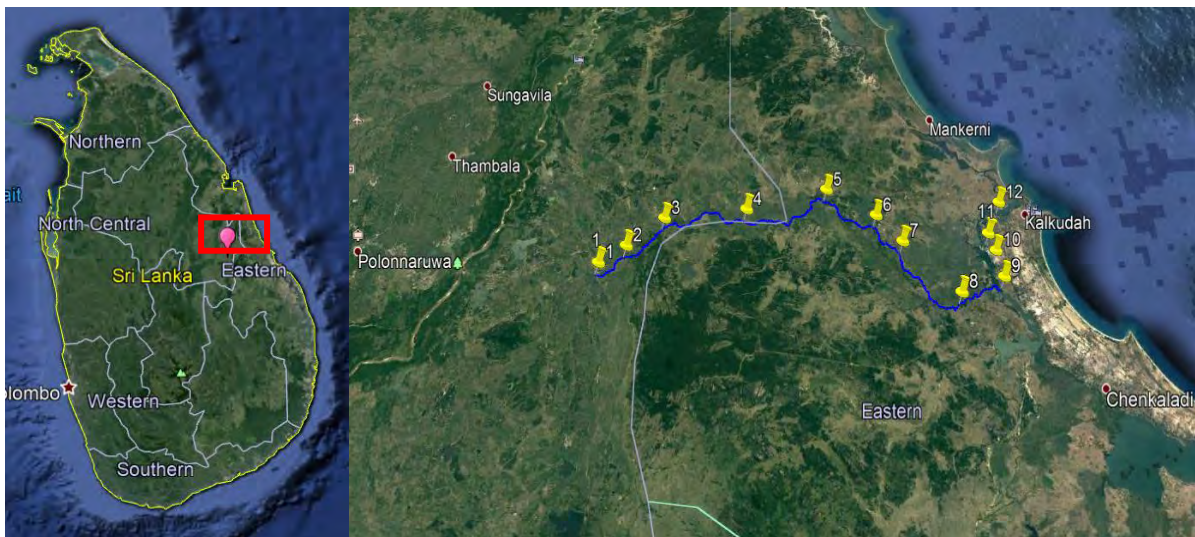 Northern
ait
North Central
Sri Lanka
Eastern
olombo
Western
Southern
Sungavila
Mankerni
Thambala
5
12
4
3
6
Kalkudah
11
2
7
1
10
Polonnaruwa
1
9
8
Chenkaladi
Eastern